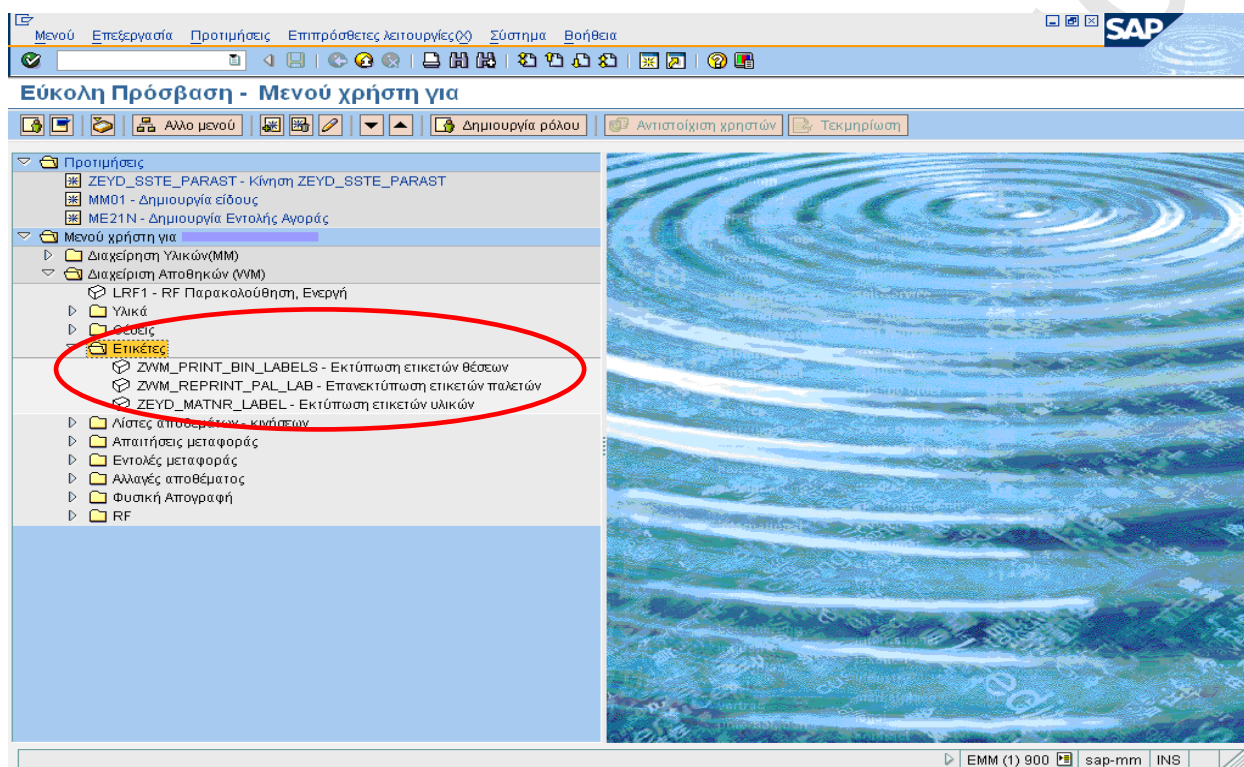 Μενού Επεξεργασία Προτιμήσεις Επιπρόσθετες λειτουργίες(X) Σύστημα Βοήθεια
SAP
Εύκολη Πρόσβαση - Μενού χρήστη για
Αλλο μενού Δημιουργία ρόλου Αντιστοίχιση χρηστών Τεκμηρίωση
Προτιμήσεις
ZEYD_SSTE_PARAST - Κίνηση ZEYD_SSTE_PARAST
MM01 - Δημιουργία είδους
ME21N - Δημιουργία Εντολής Αγοράς
Μενού χρήστη για
Διαχείρηση Υλικών(MM)
Διαχείριση Αποθηκών (WM)
LRF1 - RF Παρακολούθηση, Ενεργή
Υλικά
Θέσεις
Ετικέτες
ZWM_PRINT_BIN_LABELS - Εκτύπωση ετικετών θέσεων
ZWM_REPRINT_PAL_LAB - Επανεκτύπωση ετικετών παλετών
ZEYD_MATNR_LABEL - Εκτύπωση ετικετών υλικών
Λίστες αποθεμάτων - κινήσεων
Απαιτήσεις μεταφοράς
Εντολές μεταφοράς
Αλλαγές αποθέματος
Φυσική Απογραφή
RF
EMM (1) 900 sap-mm INS